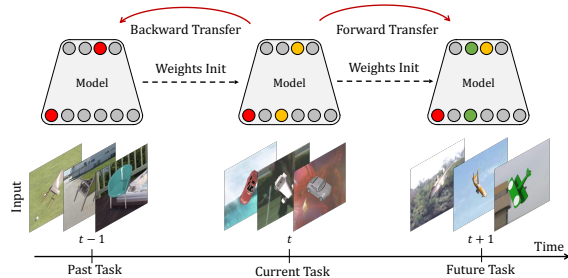 Backward Transfer
Forward Transfer
Model
Weights Init
Model
Weights Init
Model
Input
t − 1
t
t + 1
Time
Past Task
Current Task
Future Task